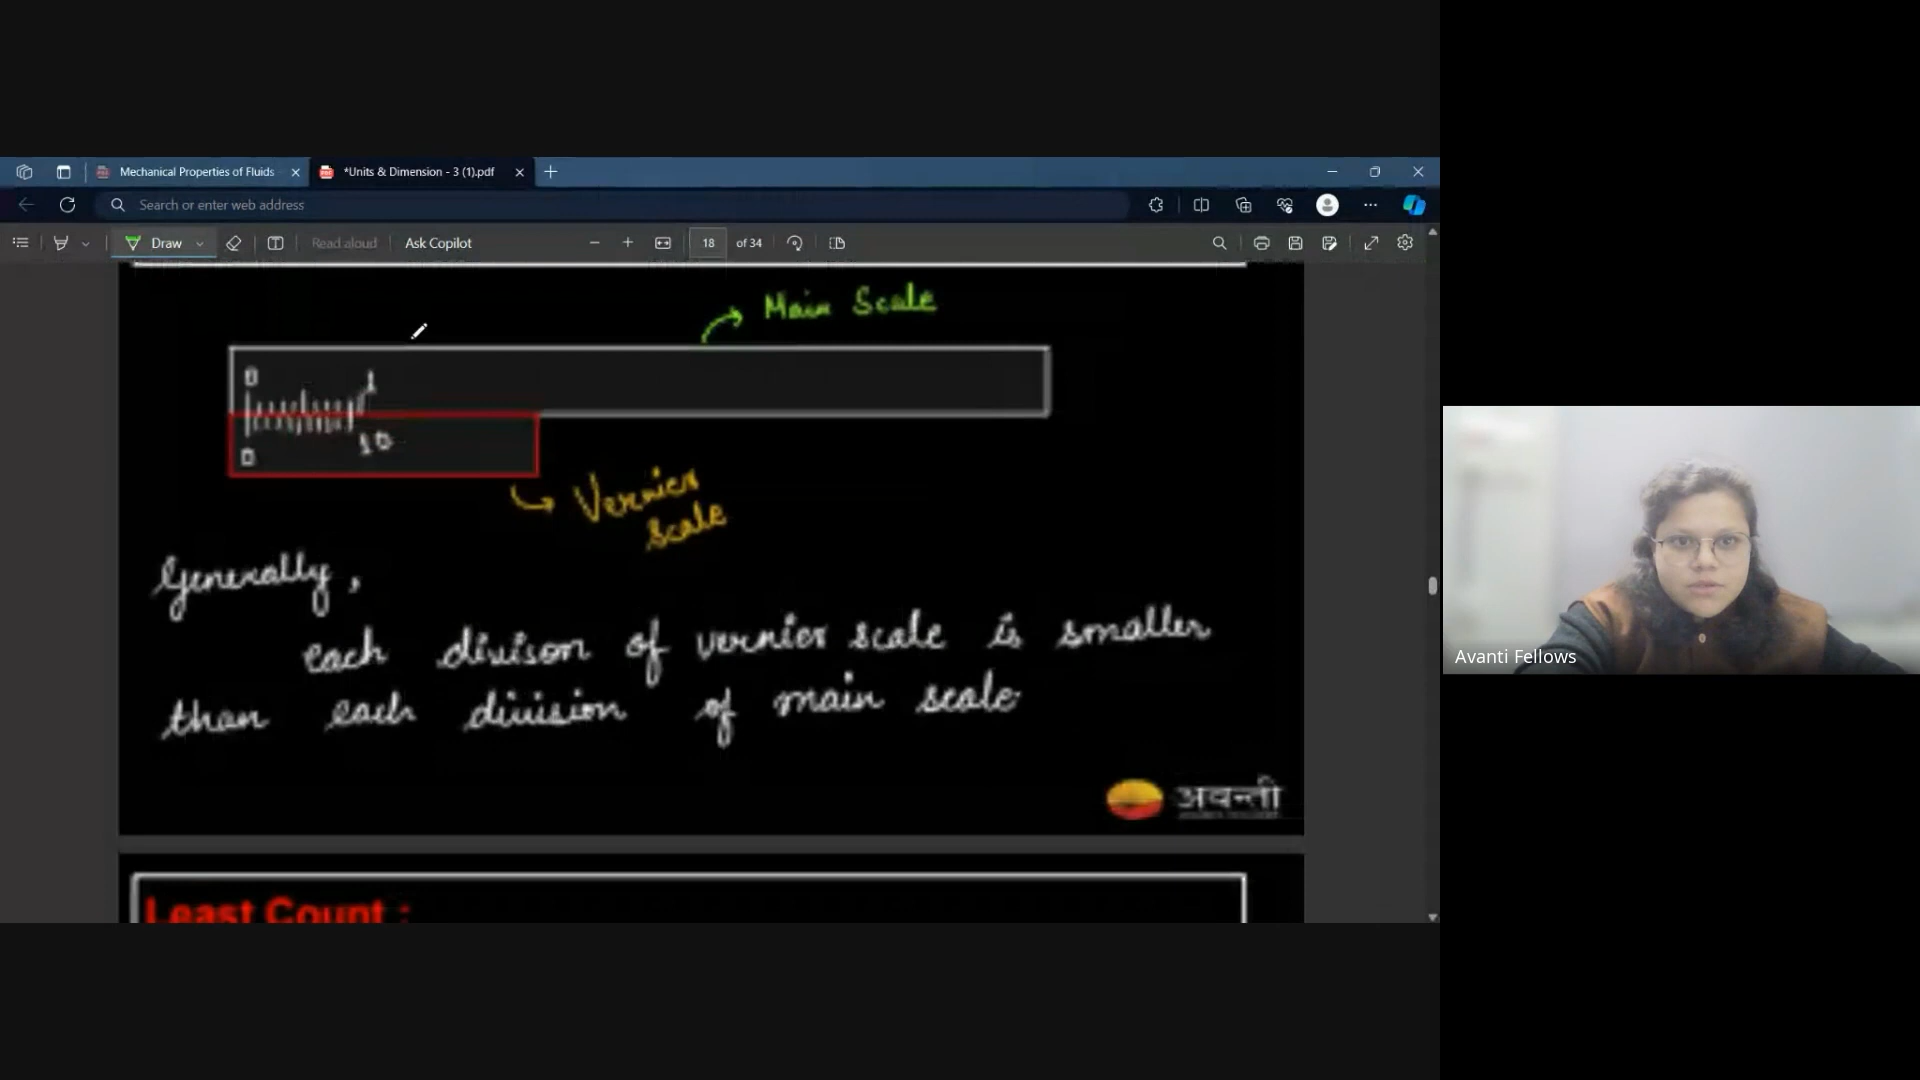 Mechanical Properties of Fluids
*Units & Dimension - 3 (1).pdf
Search or enter web address
Draw
Read aloud
Ask Copilot
18 of 34
Main Scale
0
1
10
0
Vernier
scale
Generally,
each divison of vernier scale is smaller
than each division of main scale
अवन्ती
Least Count :
Avanti Fellows